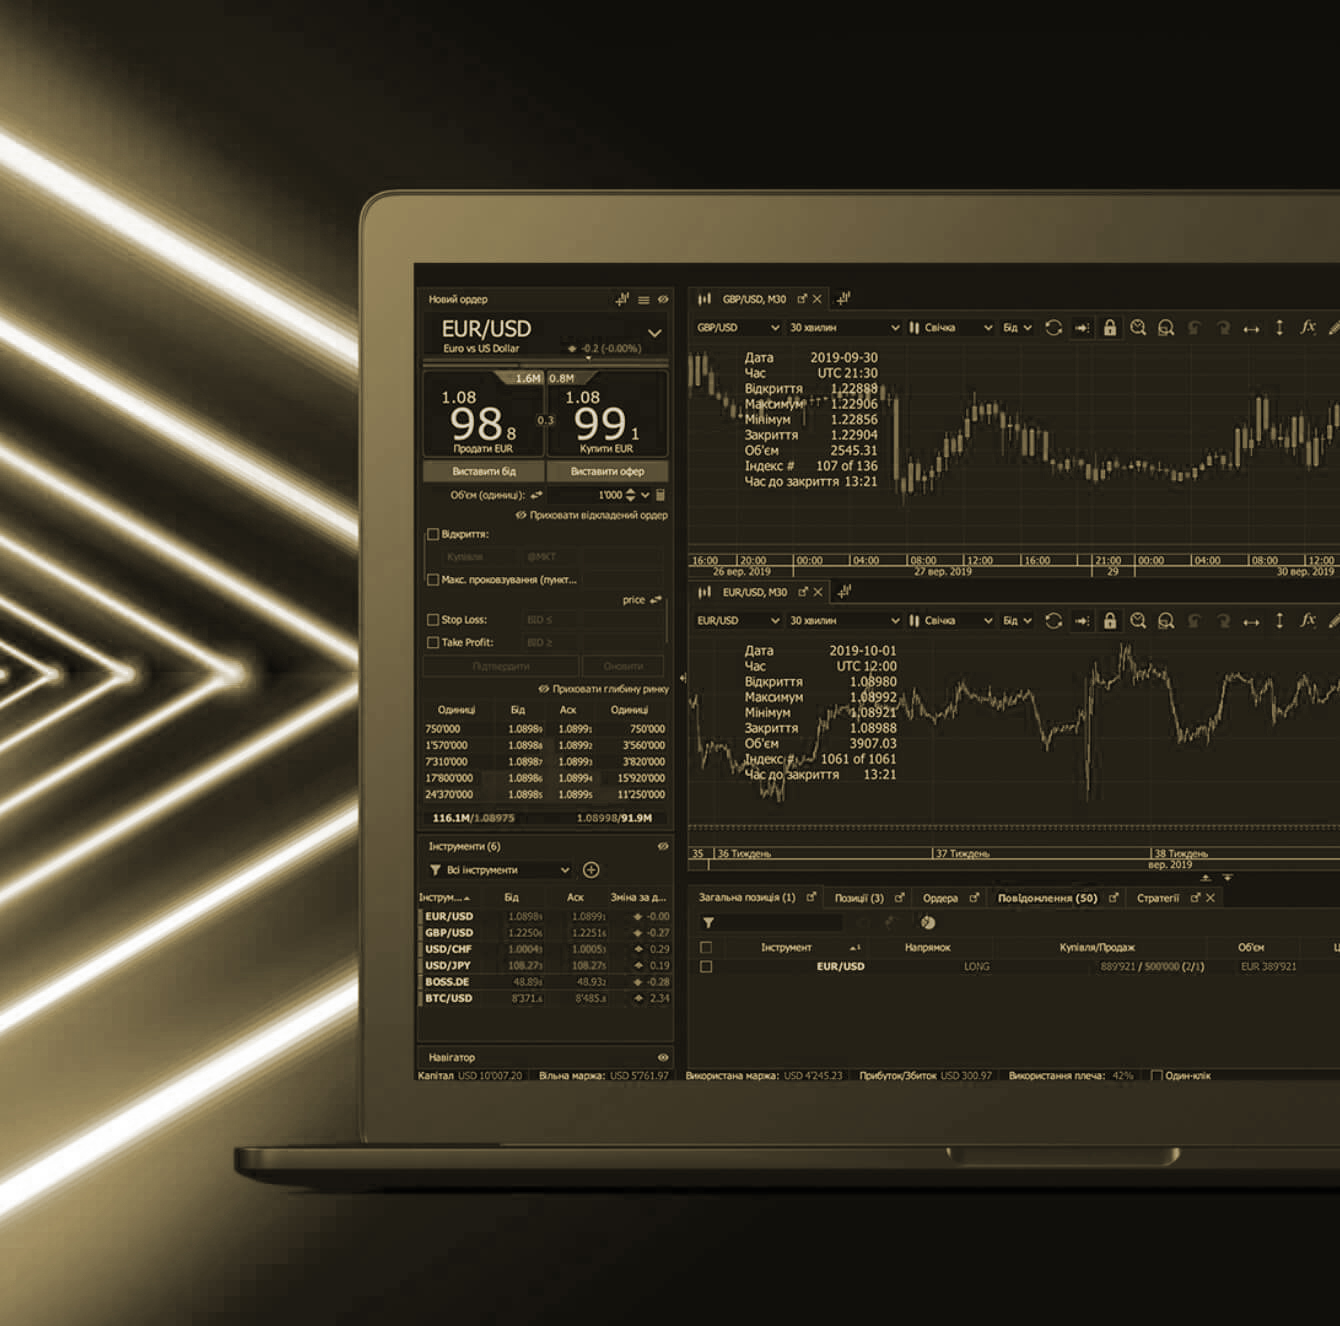 Новий ордер
EUR/USD
Euro vs US Dollar
-0.2 (-0.00%)
1.6M 0.8M
1.08 1.08
98 8 0.3 99 1
Продати EUR Купити EUR
Виставити бід Виставити офер
Об'єм (одиниці): 1'000
Приховати відкладений ордер
Відкриття:
Купівля @МКТ
Макс. проковзування (пункт...
price
Stop Loss: BID ≤
Take Profit: BID ≥
Підтвердити Оновити
Приховати глибину ринку
Одиниці Бід Аск Одиниці
750'000 1.08989 1.08991 750'000
1'570'000 1.08988 1.08992 3'560'000
7'310'000 1.08987 1.08993 3'820'000
17'800'000 1.08986 1.08994 15'920'000
24'370'000 1.08985 1.08995 11'250'000
116.1M/1.08975 1.08998/91.9M
Інструменти (6)
Всі інструменти
Інструм... Бід Аск Зміна за д...
EUR/USD 1.0898 1.08991 -0.00
GBP/USD 1.22506 1.22516 -0.27
USD/CHF 1.0004 1.0005 0.29
USD/JPY 108.27 108.27 0.19
BOSS.DE 48.89 48.93 -0.28
BTC/USD 8'371. 8'485. 2.34
Навігатор
Капітал USD 10'007.20 Вільна маржа: USD 5'761.97 Використана маржа: USD 4'245.23 Прибуток/Збиток USD 300.97 Використання плеча: 42% Один-клік
GBP/USD, M30
GBP/USD 30 хвилин Свічка Бід fx
Дата 2019-09-30
Час UTC 21:30
Відкриття 1.22888
Максимум 1.22906
Мінімум 1.22856
Закриття 1.22904
Об'єм 2545.31
Індекс # 107 of 136
Час до закриття 13:21
16:00 20:00 00:00 04:00 08:00 12:00 16:00 21:00 00:00 04:00 08:00 12:00
26 вер. 2019 27 вер. 2019 29 30 вер. 2019
EUR/USD, M30
EUR/USD 30 хвилин Свічка Бід fx
Дата 2019-10-01
Час UTC 12:00
Відкриття 1.08980
Максимум 1.08992
Мінімум 1.08921
Закриття 1.08988
Об'єм 3907.03
Індекс # 1061 of 1061
Час до закриття 13:21
35 36 Тиждень 37 Тиждень 38 Тиждень
вер. 2019
Загальна позиція (1) Позиції (3) Ордера Повідомлення (50) Стратегії
Інструмент Напрямок Купівля/Продаж Об'єм
EUR/USD LONG 889'921 / 500'000 (2/1) EUR 389'921